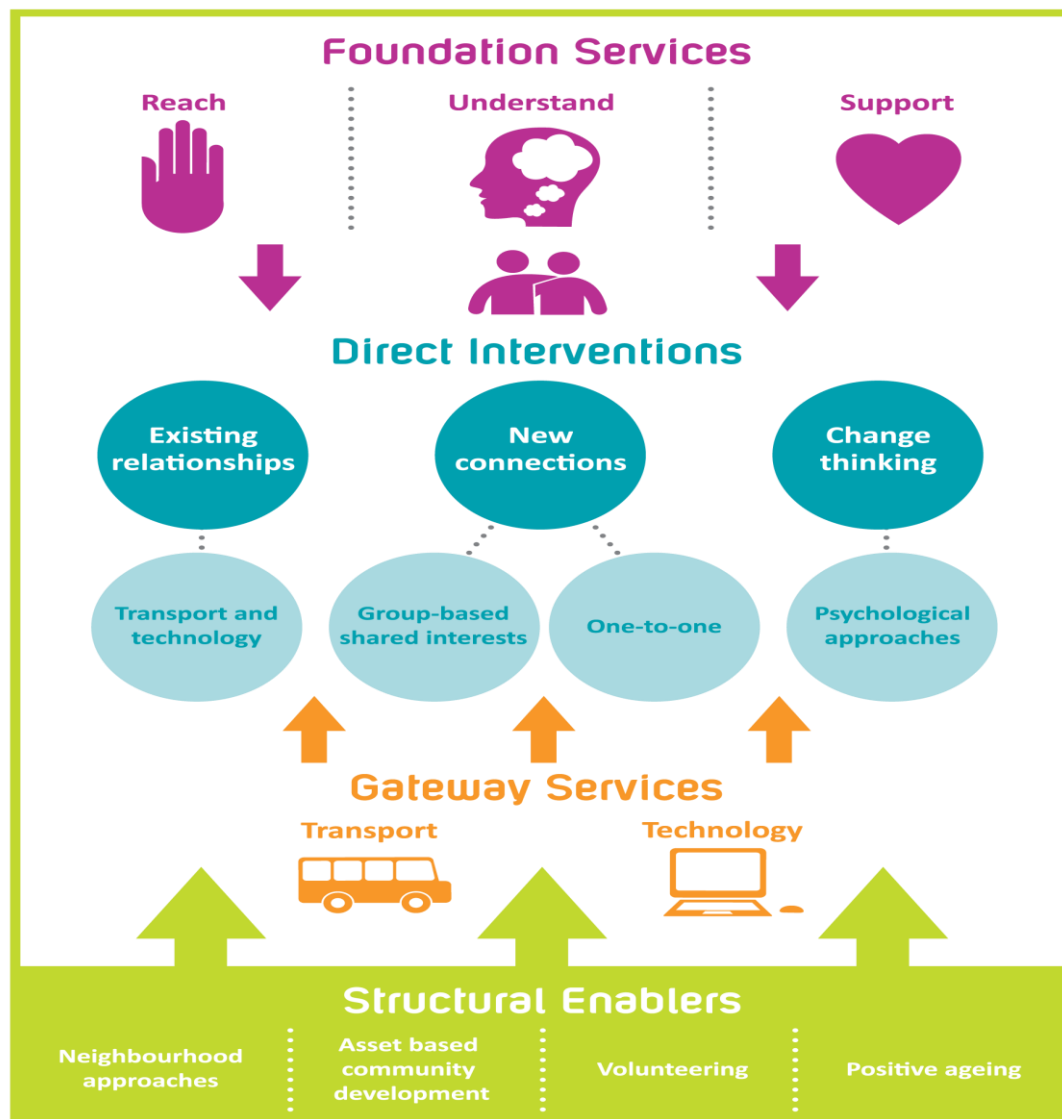 Foundation Services
Reach
Understand
Support
Direct Interventions
Existing
relationships
New
connections
Change
thinking
Transport and
technology
Group-based
shared interests
One-to-one
Psychological
approaches
Gateway Services
Transport
Technology
Structural Enablers
Neighbourhood
approaches
Asset based
community
development
Volunteering
Positive ageing